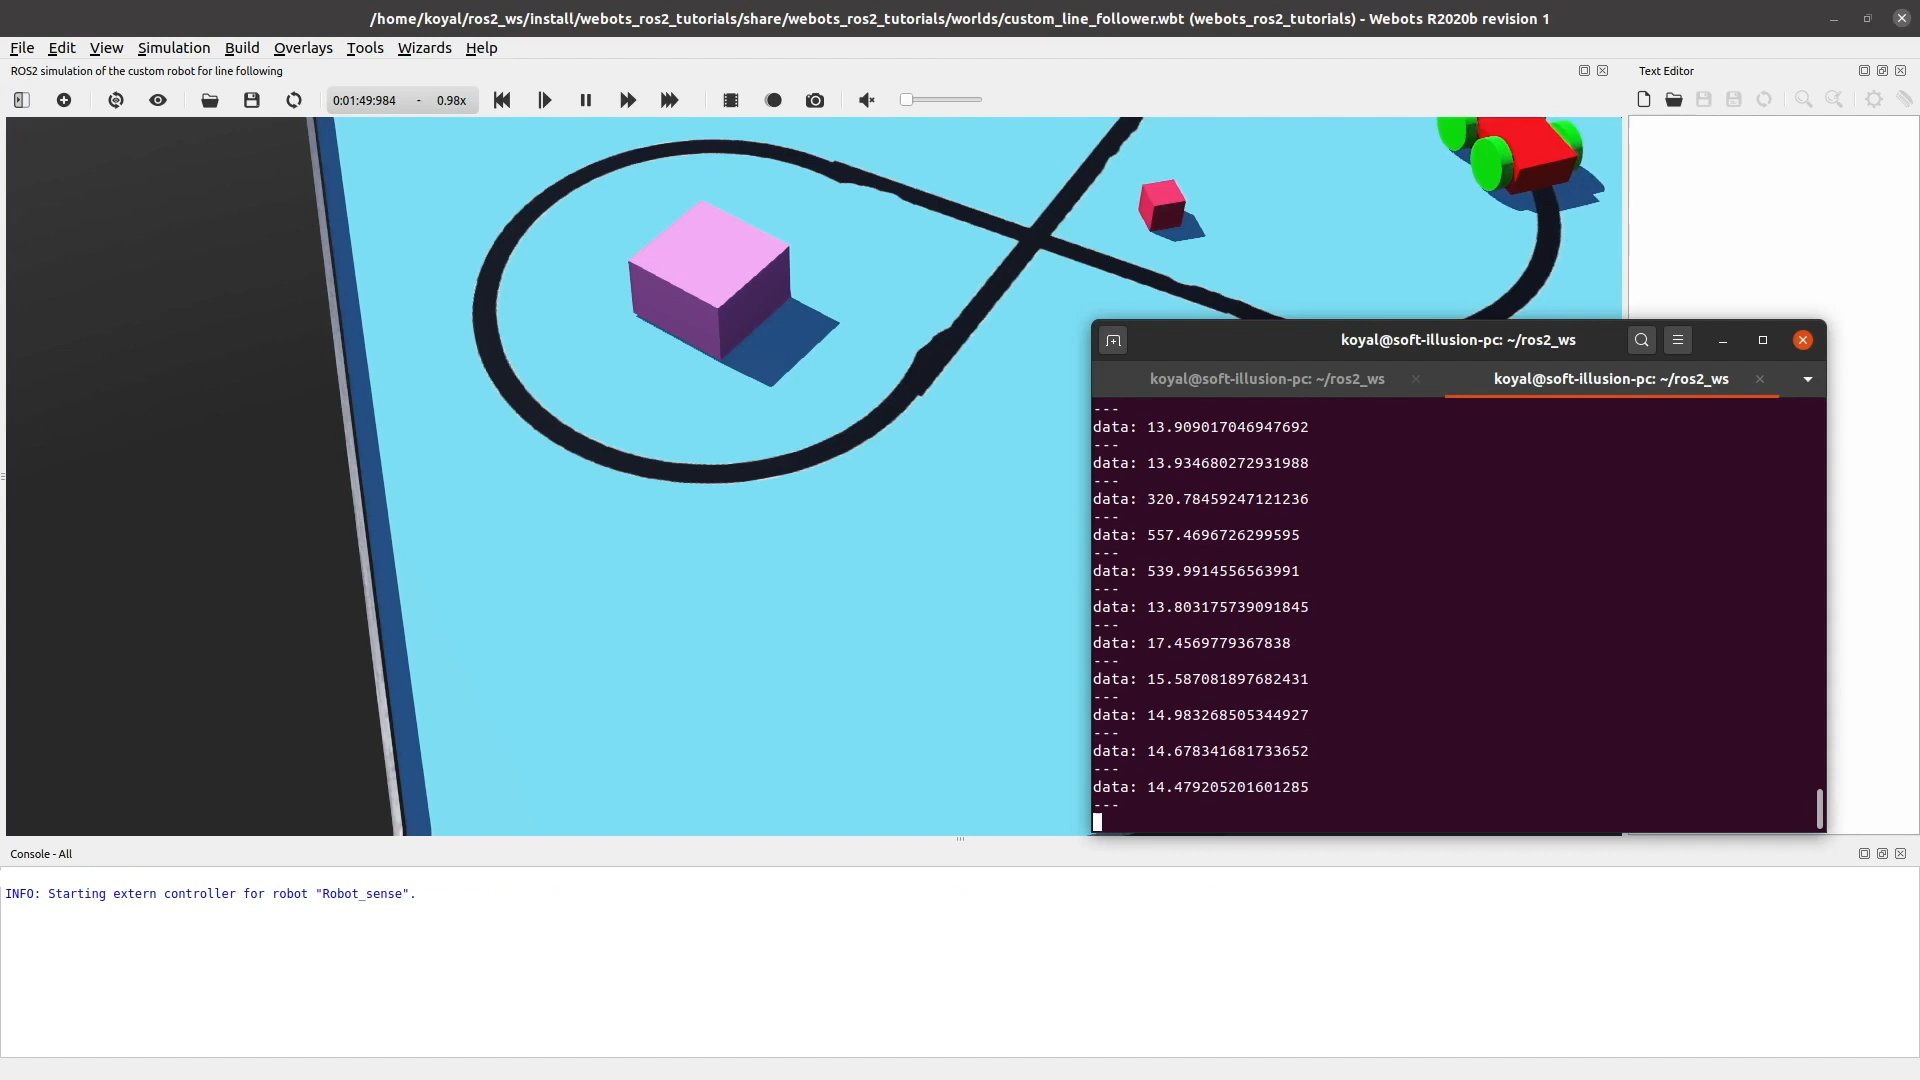 /home/koyal/ros2_ws/install/webots_ros2_tutorials/share/webots_ros2_tutorials/worlds/custom_line_follower.wbt (webots_ros2_tutorials) - Webots R2020b revision 1
File Edit View Simulation Build Overlays Tools Wizards Help
ROS2 simulation of the custom robot for line following
Text Editor
0:01:49:984 - 0.98x
koyal@soft-illusion-pc: ~/ros2_ws
koyal@soft-illusion-pc: ~/ros2_ws
koyal@soft-illusion-pc: ~/ros2_ws
---
data: 13.909017046947692
---
data: 13.934680272931988
---
data: 320.78459247121236
---
data: 557.4696726299595
---
data: 539.9914556563991
---
data: 13.803175739091845
---
data: 17.4569779367838
---
data: 15.587081897682431
---
data: 14.983268505344927
---
data: 14.678341681733652
---
data: 14.479205201601285
---
Console - All
INFO: Starting extern controller for robot "Robot_sense".